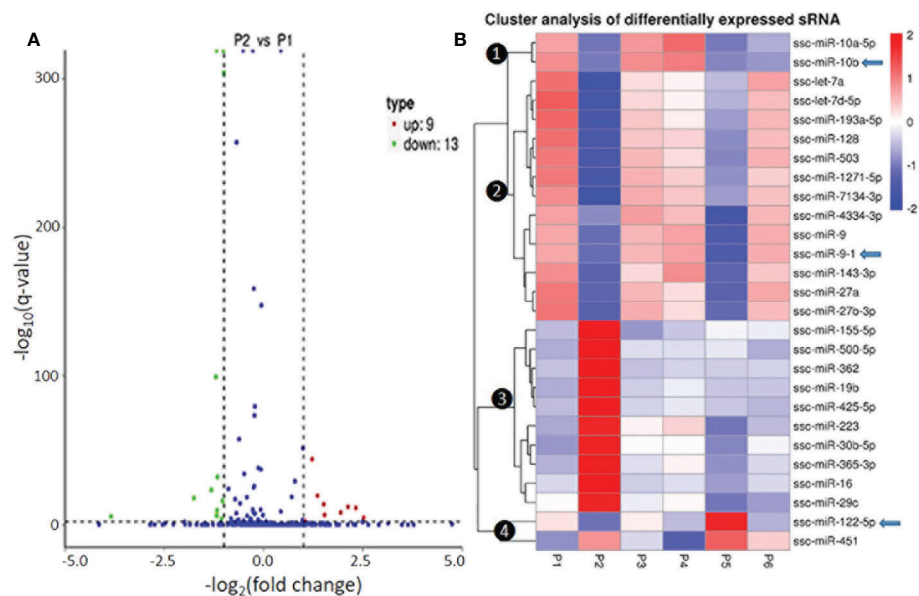 A
P2 vs P1
300
200
100
0
-log10(q-value)
-5.0
-2.5
0.0
2.5
5.0
-log2(fold change)
type
up: 9
down: 13
B
Cluster analysis of differentially expressed sRNA
1
2
3
4
ssc-miR-10a-5p
ssc-miR-10b
ssc-let-7a
ssc-let-7d-5p
ssc-miR-193a-5p
ssc-miR-128
ssc-miR-503
ssc-miR-1271-5p
ssc-miR-7134-3p
ssc-miR-4334-3p
ssc-miR-9
ssc-miR-9-1
ssc-miR-143-3p
ssc-miR-27a
ssc-miR-27b-3p
ssc-miR-155-5p
ssc-miR-500-5p
ssc-miR-362
ssc-miR-19b
ssc-miR-425-5p
ssc-miR-223
ssc-miR-30b-5p
ssc-miR-365-3p
ssc-miR-16
ssc-miR-29c
ssc-miR-122-5p
ssc-miR-451
P1
P2
P3
P4
P5
P6
2
1
0
-1
-2